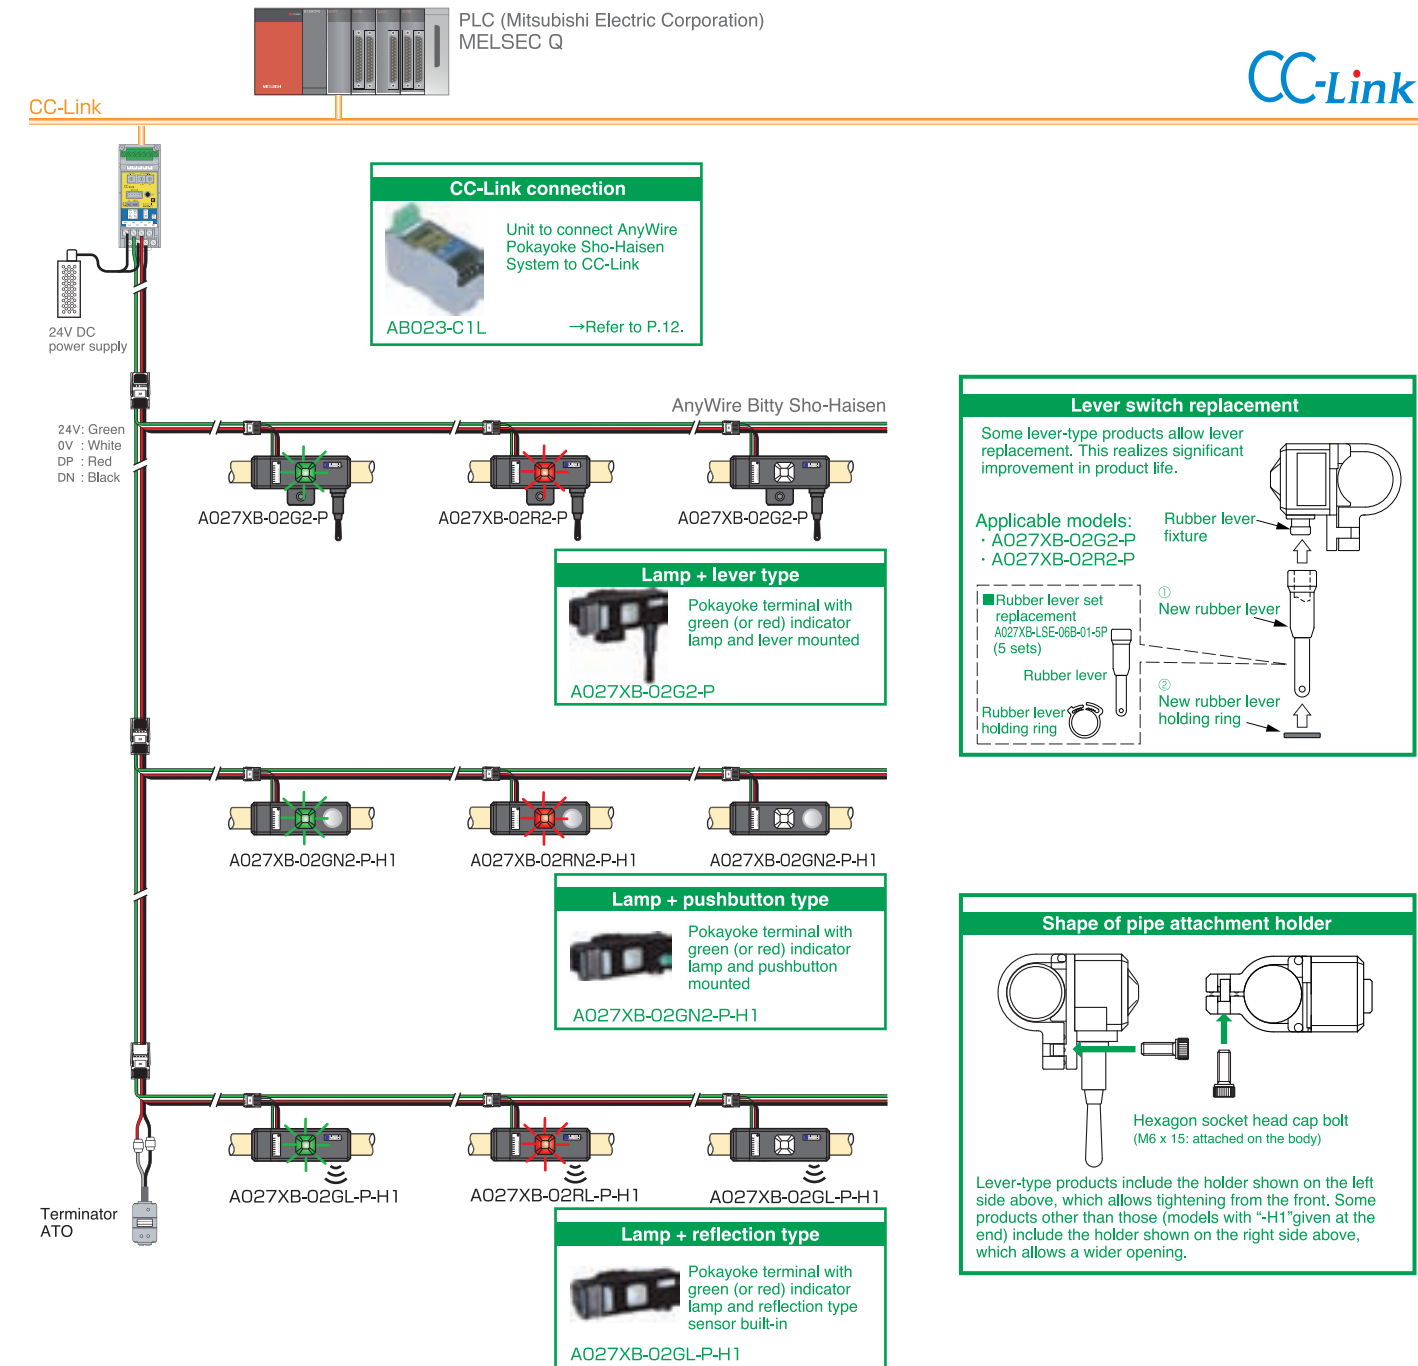 PLC (Mitsubishi Electric Corporation)
MELSEC Q
CC-Link
CC-Link
24V DC
power supply
CC-Link connection
Unit to connect AnyWire
Pokayoke Sho-Haisen
System to CC-Link
AB023-C1L
→Refer to P.12.
24V: Green
0V : White
DP : Red
DN : Black
AnyWire Bitty Sho-Haisen
A027XB-02G2-P
A027XB-02R2-P
A027XB-02G2-P
Lamp + lever type
Pokayoke terminal with
green (or red) indicator
lamp and lever mounted
A027XB-02G2-P
Lever switch replacement
Some lever-type products allow lever
replacement. This realizes significant
improvement in product life.
Applicable models:
・A027XB-02G2-P
・A027XB-02R2-P
Rubber lever
fixture
■Rubber lever set
replacement
A027XB-LSE-06B-01-5P
(5 sets)
Rubber lever
Rubber lever
holding ring
①
New rubber lever
②
New rubber lever
holding ring
A027XB-02GN2-P-H1
A027XB-02RN2-P-H1
A027XB-02GN2-P-H1
Lamp + pushbutton type
Pokayoke terminal with
green (or red) indicator
lamp and pushbutton
mounted
A027XB-02GN2-P-H1
Shape of pipe attachment holder
Hexagon socket head cap bolt
(M6 x 15: attached on the body)
Lever-type products include the holder shown on the left
side above, which allows tightening from the front. Some
products other than those (models with “-H1”given at the
end) include the holder shown on the right side above,
which allows a wider opening.
A027XB-02GL-P-H1
A027XB-02RL-P-H1
A027XB-02GL-P-H1
Terminator
ATO
Lamp + reflection type
Pokayoke terminal with
green (or red) indicator
lamp and reflection type
sensor built-in
A027XB-02GL-P-H1